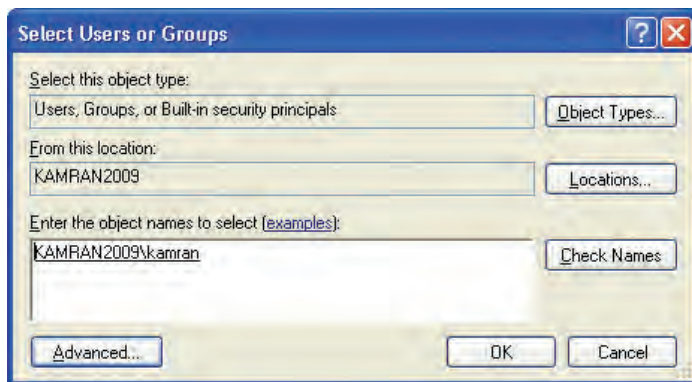 Select Users or Groups
Select this object type:
Users, Groups, or Built-in security principals
Object Types...
From this location:
KAMRAN2009
Locations...
Enter the object names to select (examples):
KAMRAN2009\kamran
Check Names
Advanced...
OK
Cancel